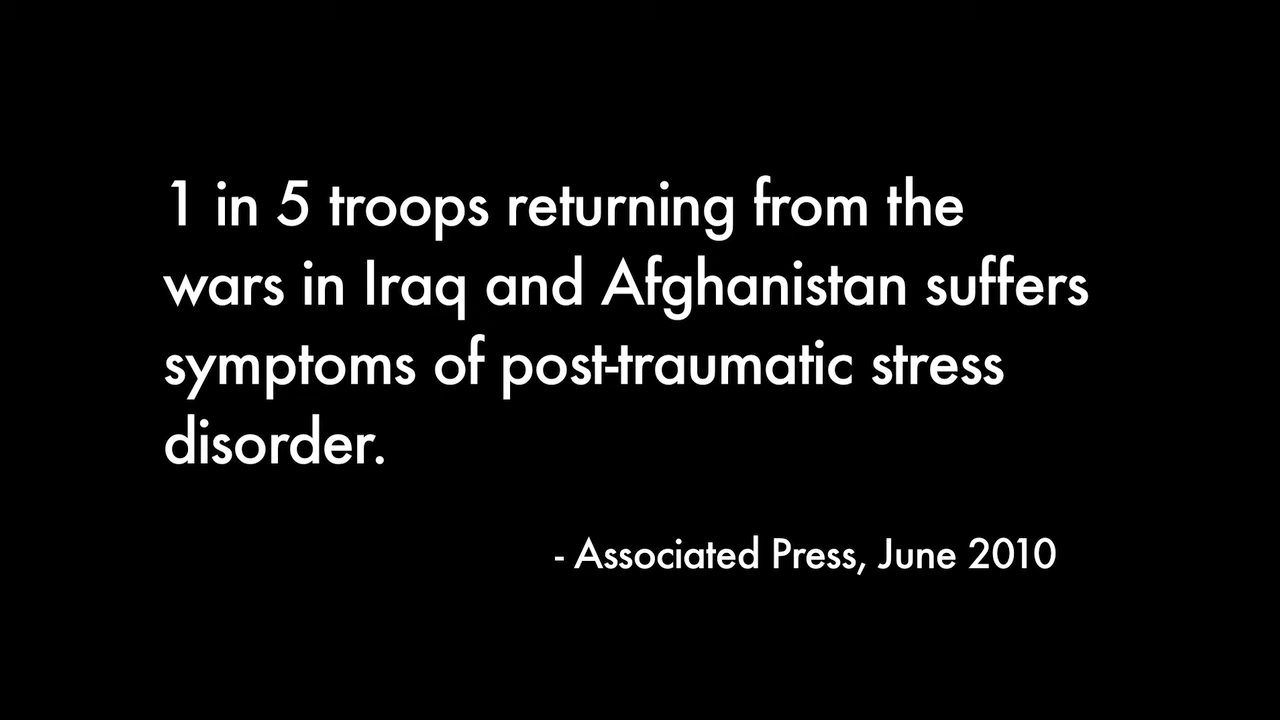 1 in 5 troops returning from the
wars in Iraq and Afghanistan suffers
symptoms of post-traumatic stress
disorder.
- Associated Press, June 2010